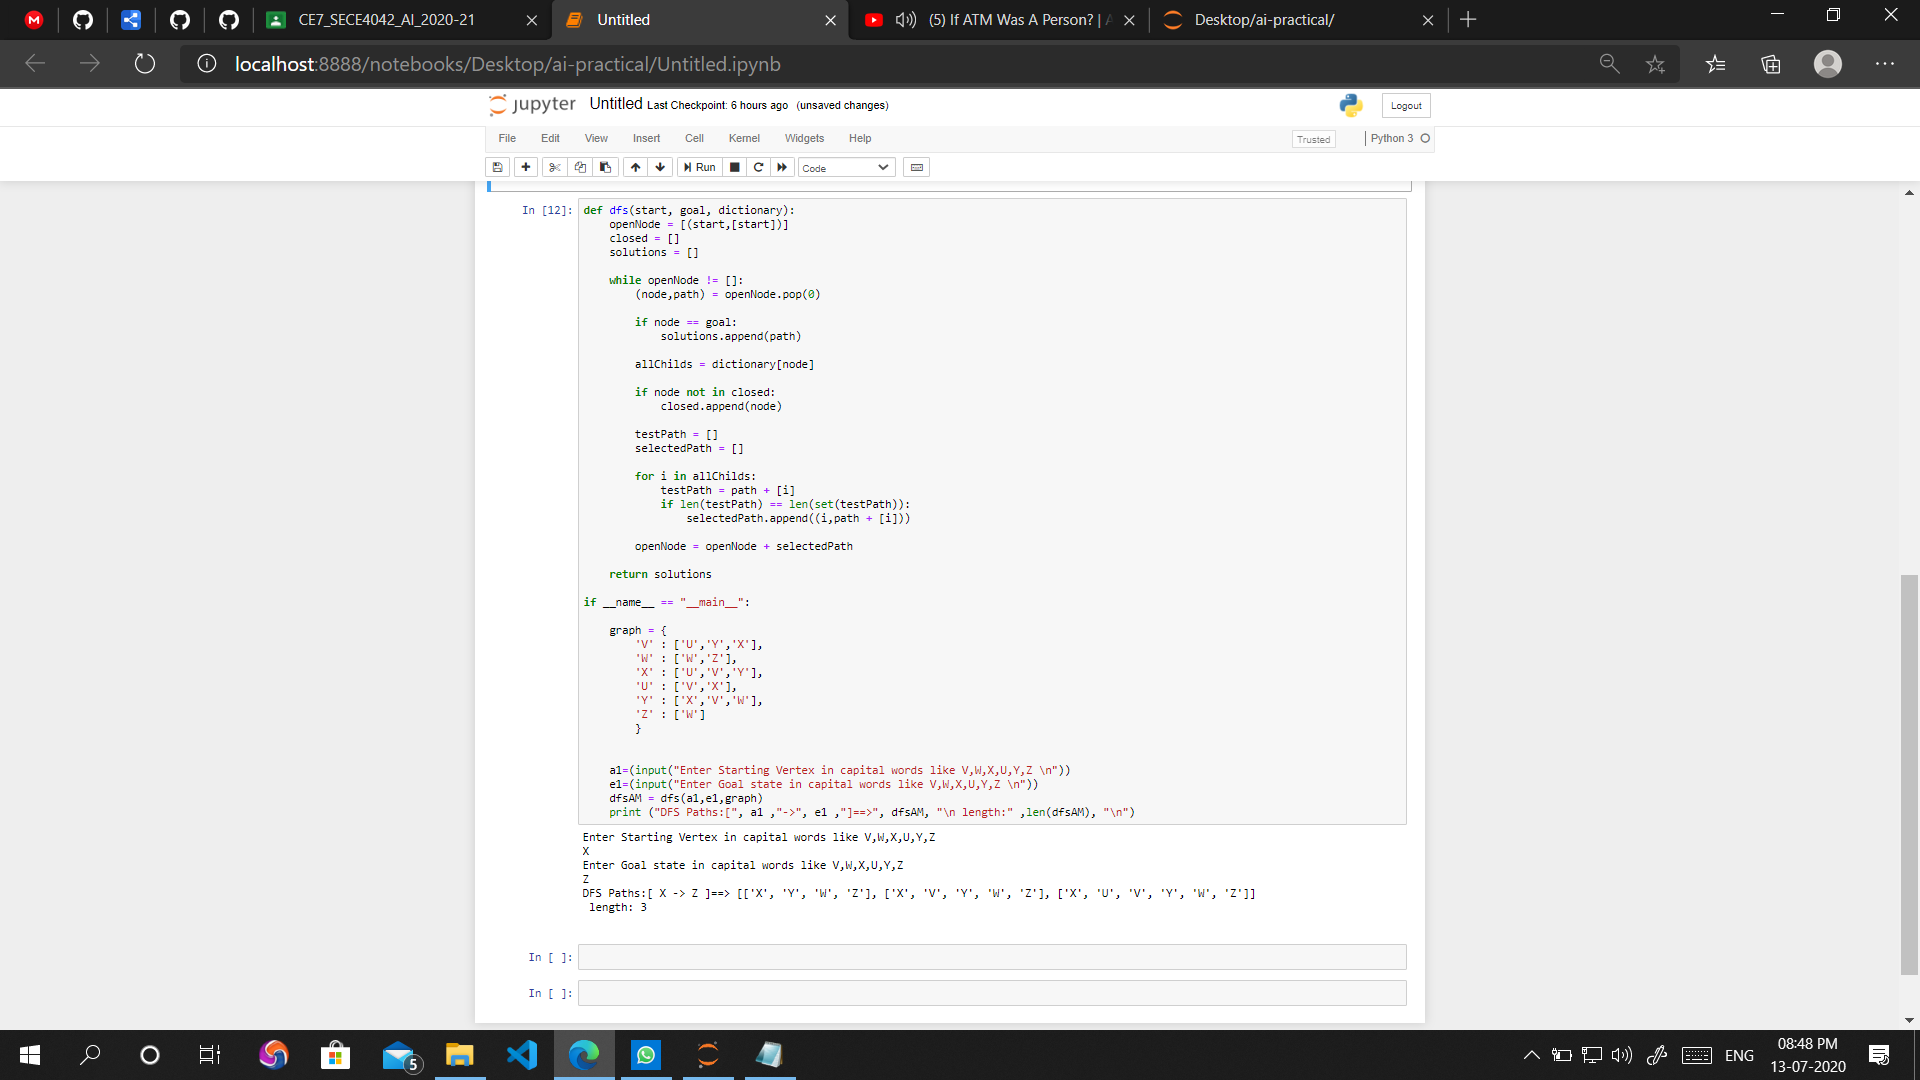 CE7_SECE4042_AI_2020-21
Untitled
(5) If ATM Was A Person? |
Desktop/ai-practical/
localhost:8888/notebooks/Desktop/ai-practical/Untitled.ipynb
jupyter Untitled Last Checkpoint: 6 hours ago (unsaved changes)
Logout
File Edit View Insert Cell Kernel Widgets Help
Trusted
Python 3
Run
Code
In [12]:
def dfs(start, goal, dictionary):
    openNode = [(start,[start])]
    closed = []
    solutions = []
    while openNode != []:
        (node,path) = openNode.pop(0)
        if node == goal:
            solutions.append(path)
        allChilds = dictionary[node]
        if node not in closed:
            closed.append(node)
        testPath = []
        selectedPath = []
        for i in allChilds:
            testPath = path + [i]
            if len(testPath) == len(set(testPath)):
                selectedPath.append((i,path + [i]))
        openNode = openNode + selectedPath
    return solutions
if __name__ == "__main__":
    graph = {
        'V' : ['U','Y','X'],
        'W' : ['W','Z'],
        'X' : ['U','V','Y'],
        'U' : ['V','X'],
        'Y' : ['X','V','W'],
        'Z' : ['W']
        }
    a1=(input("Enter Starting Vertex in capital words like V,W,X,U,Y,Z \n"))
    e1=(input("Enter Goal state in capital words like V,W,X,U,Y,Z \n"))
    dfsAM = dfs(a1,e1,graph)
    print ("DFS Paths:[", a1 ,"->", e1 ,"]==>", dfsAM, "\n length:" ,len(dfsAM), "\n")
Enter Starting Vertex in capital words like V,W,X,U,Y,Z
X
Enter Goal state in capital words like V,W,X,U,Y,Z
Z
DFS Paths:[ X -> Z ]==> [['X', 'Y', 'W', 'Z'], ['X', 'V', 'Y', 'W', 'Z'], ['X', 'U', 'V', 'Y', 'W', 'Z']]
 length: 3
In [ ]:
In [ ]:
5
ENG
08:48 PM
13-07-2020